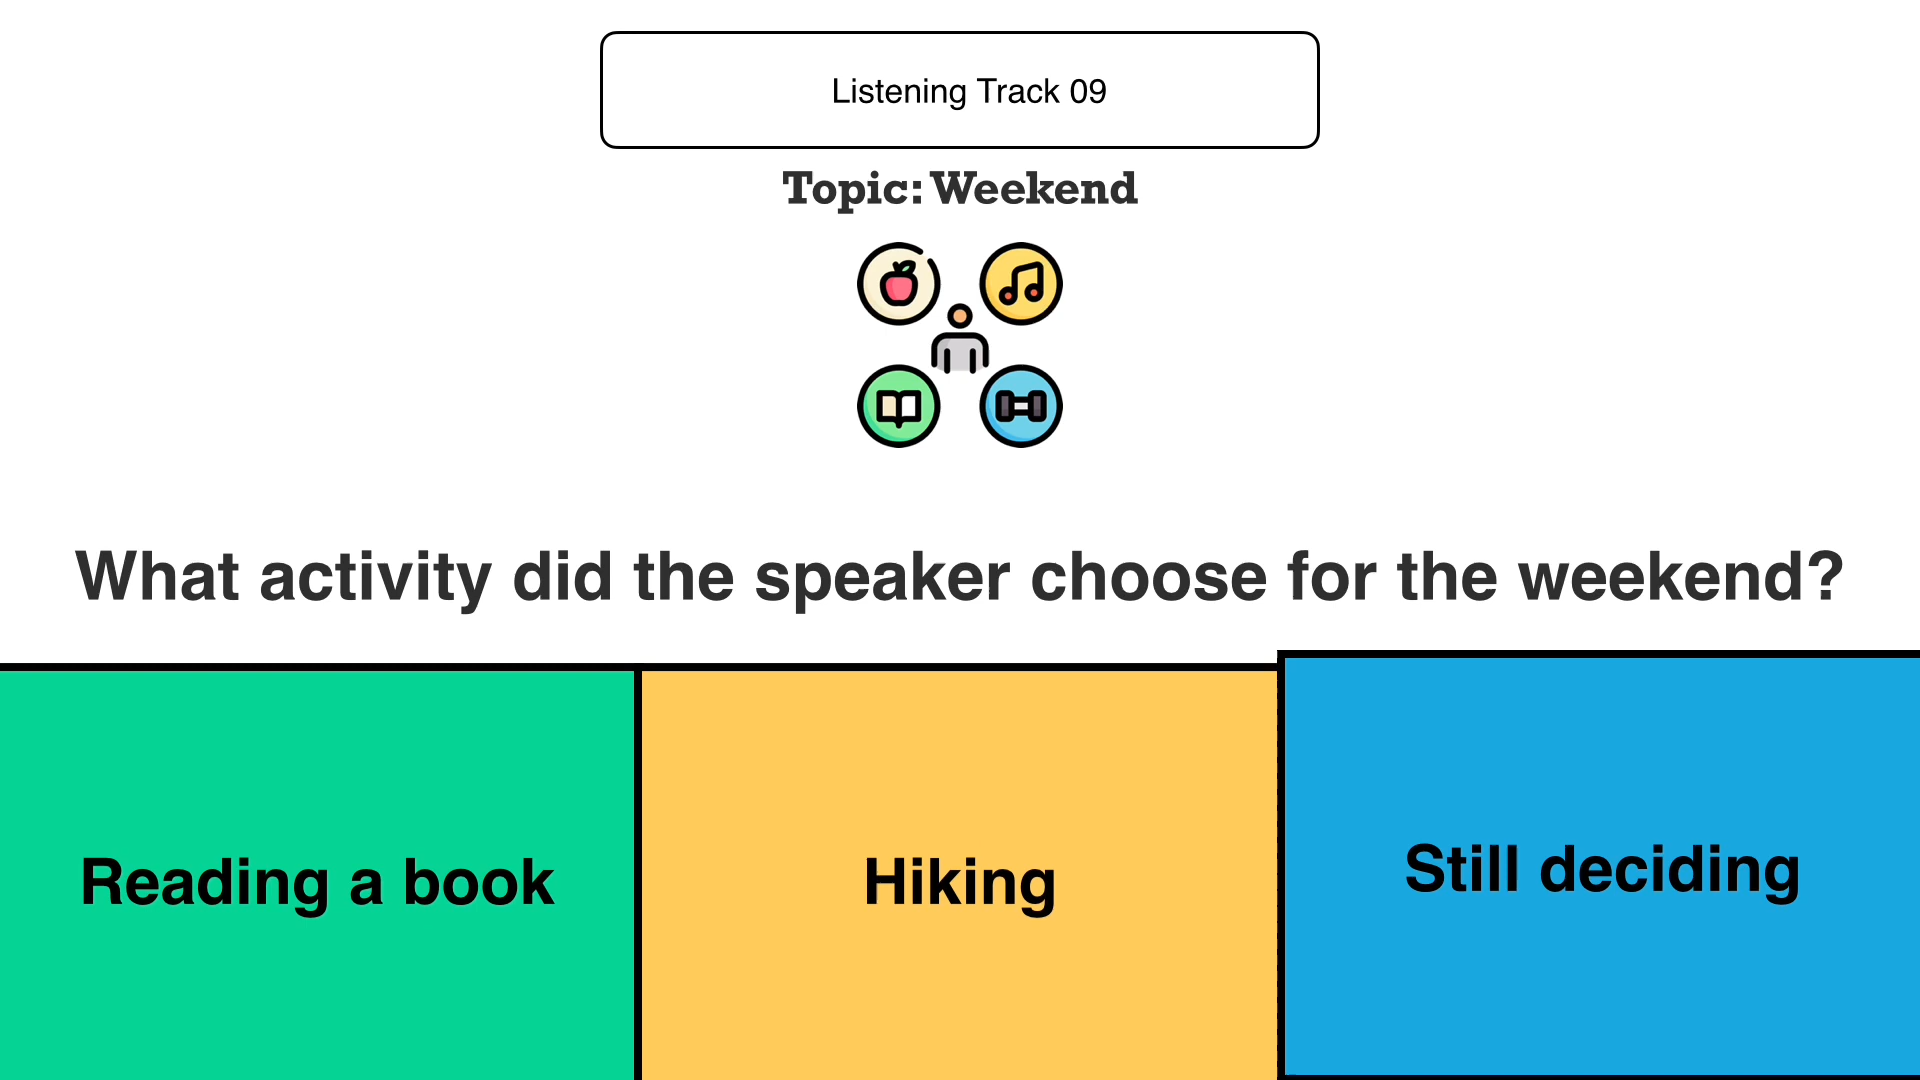 Listening Track 09
Topic: Weekend
What activity did the speaker choose for the weekend?
Reading a book
Hiking
Still deciding